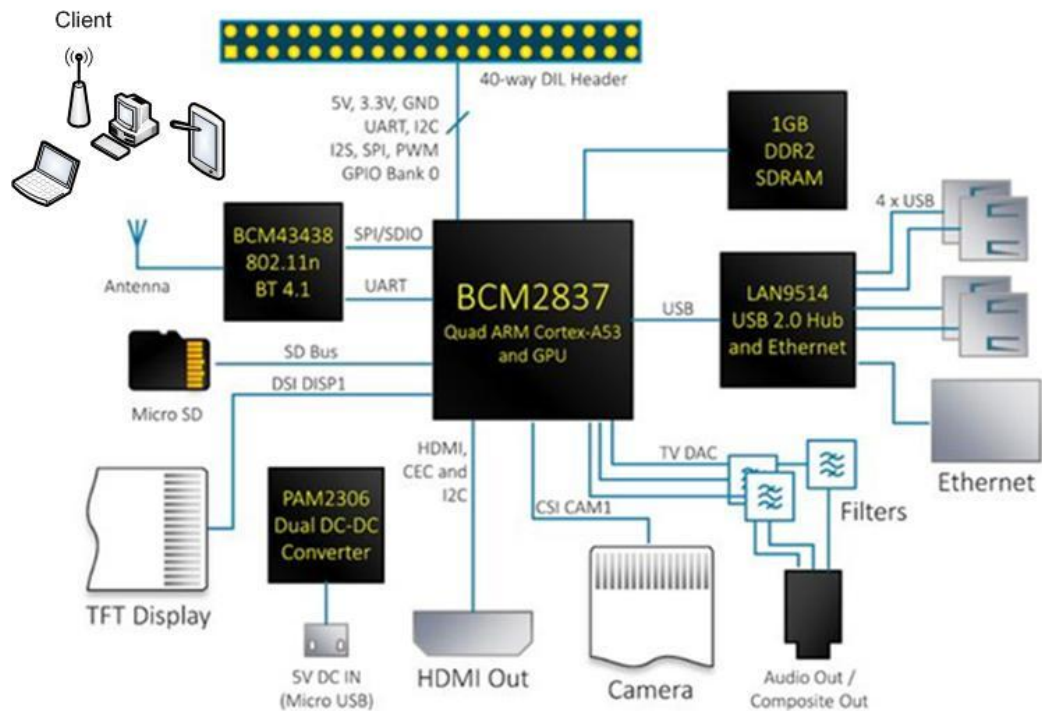 Client
40-way DIL Header
5V, 3.3V, GND
UART, I2C
I2S, SPI, PWM
GPIO Bank 0
1GB
DDR2
SDRAM
4 x USB
BCM43438
802.11n
BT 4.1
SPI/SDIO
UART
Antenna
BCM2837
Quad ARM Cortex-A53
and GPU
USB
LAN9514
USB 2.0 Hub
and Ethernet
SD Bus
DSI DISP1
Micro SD
HDMI,
CEC and
I2C
TV DAC
Ethernet
PAM2306
Dual DC-DC
Converter
CSI CAM1
Filters
TFT Display
5V DC IN
(Micro USB)
HDMI Out
Camera
Audio Out /
Composite Out